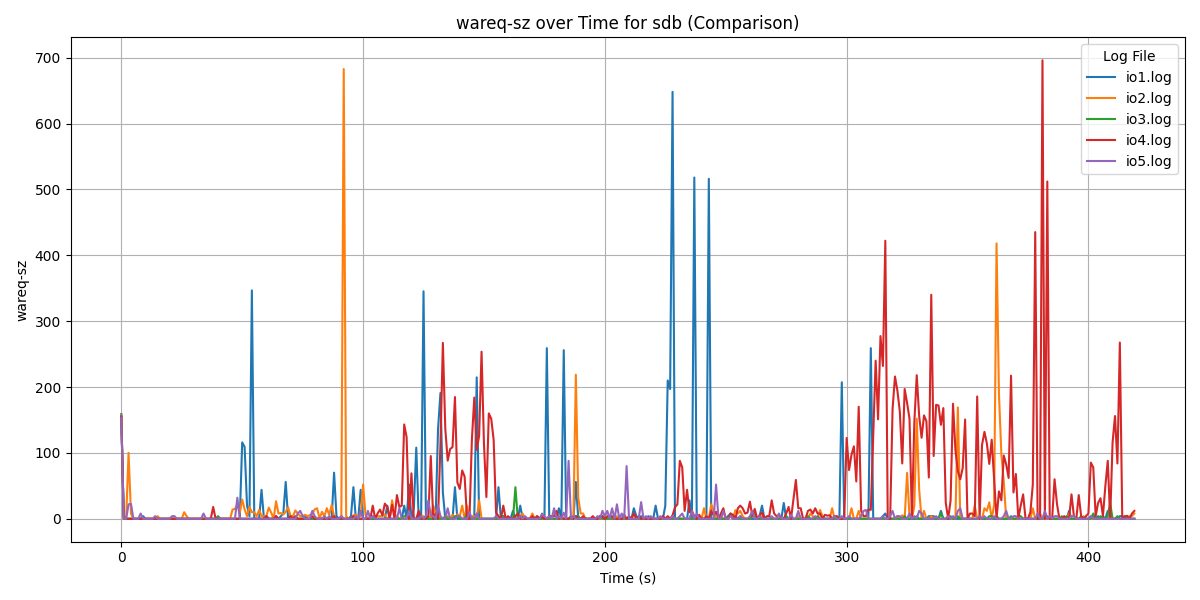 wareq-sz over Time for sdb (Comparison)
wareq-sz
700
600
500
400
300
200
100
0
0
100
200
300
400
Time (s)
Log File
io1.log
io2.log
io3.log
io4.log
io5.log